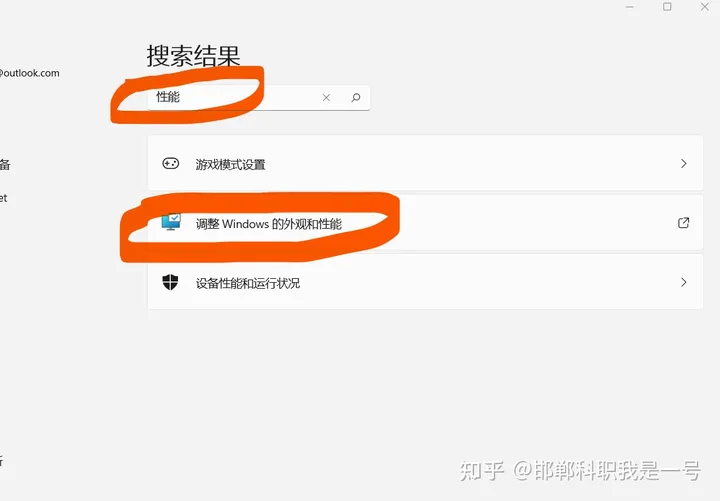 搜索结果
@outlook.com
性能
备
游戏模式设置
et
调整 Windows 的外观和性能
设备性能和运行状况
知乎 @邯郸科职我是一号